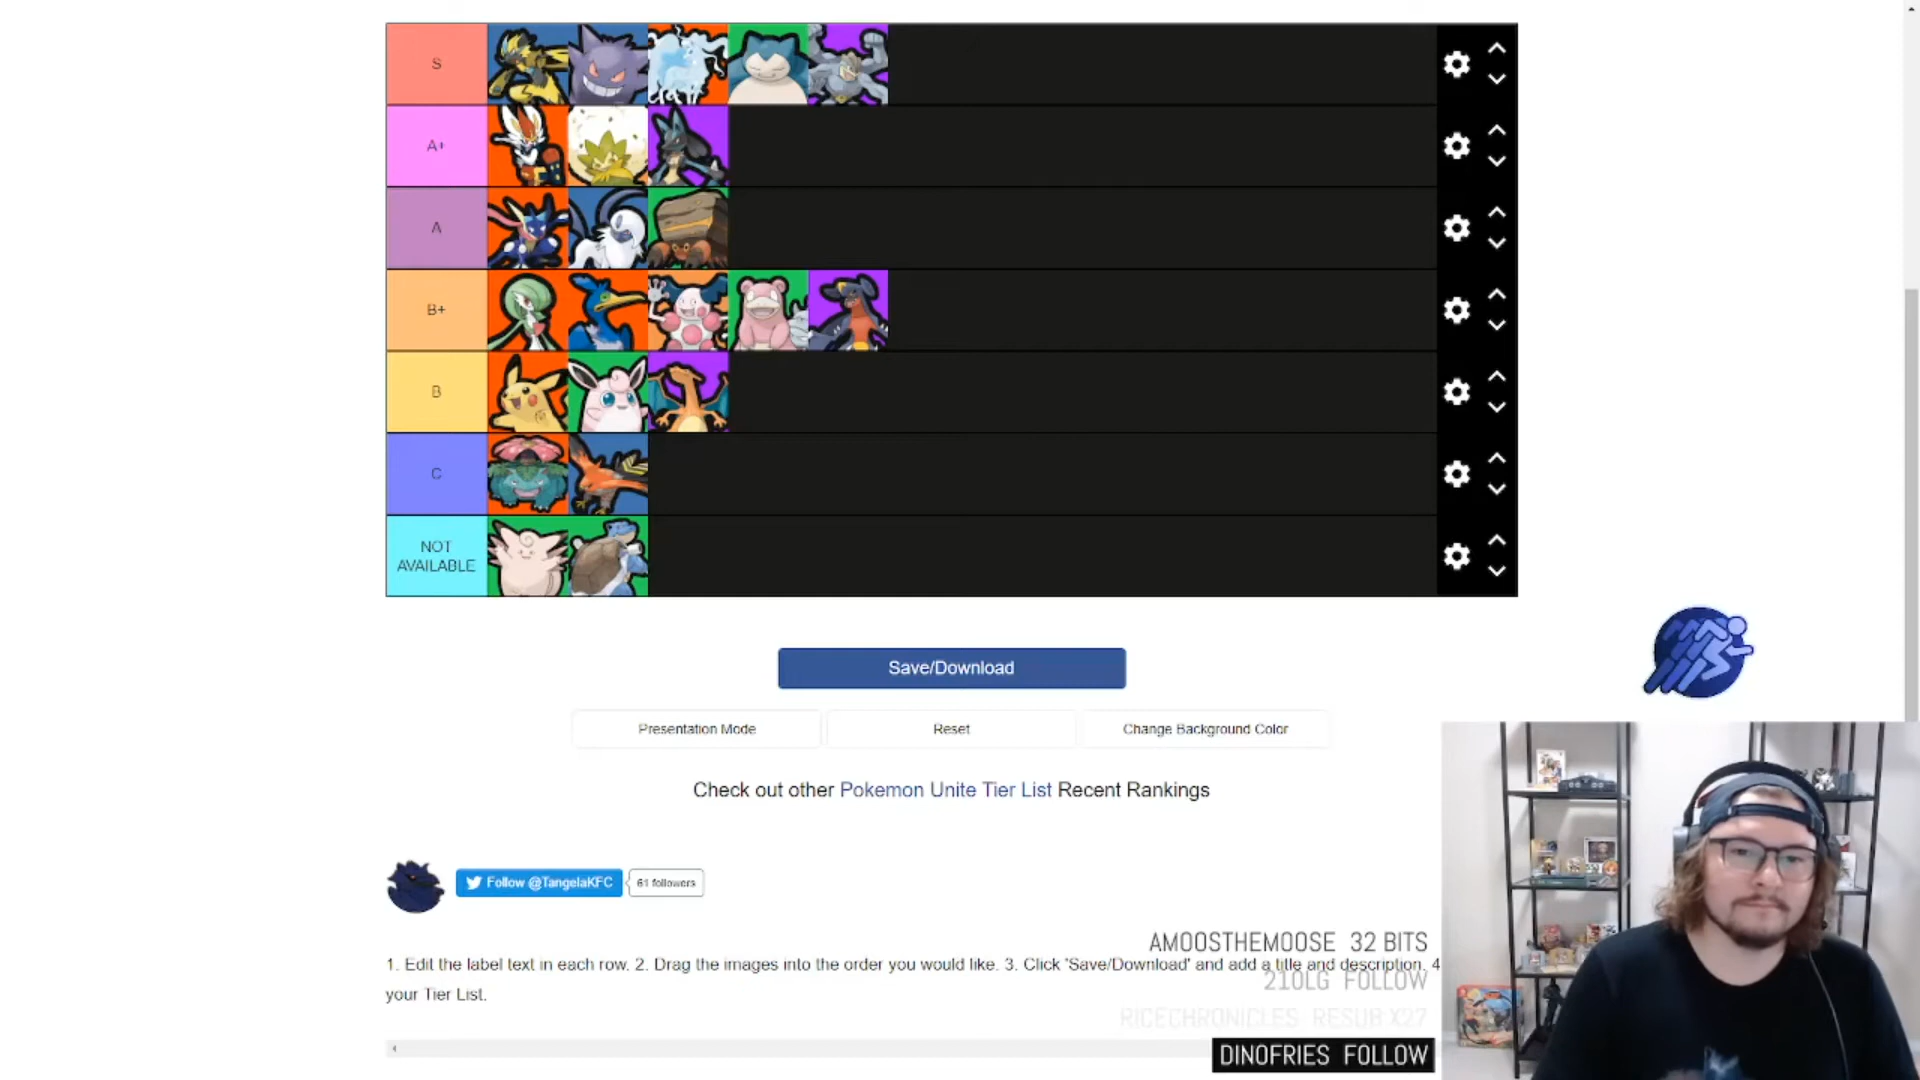 S
A+
A
B+
B
C
NOT
AVAILABLE
Save/Download
Presentation Mode
Reset
Change Background Color
Check out other Pokemon Unite Tier List Recent Rankings
Follow @TangelaKFC
61 followers
AMOOSTHEMOOSE 32 BITS
1. Edit the label text in each row. 2. Drag the images into the order you would like. 3. Click 'Save/Download' and add a title and description. 4
210LG FOLLOW
your Tier List.
RICECHRONICLES RESUB X27
DINOFRIES FOLLOW